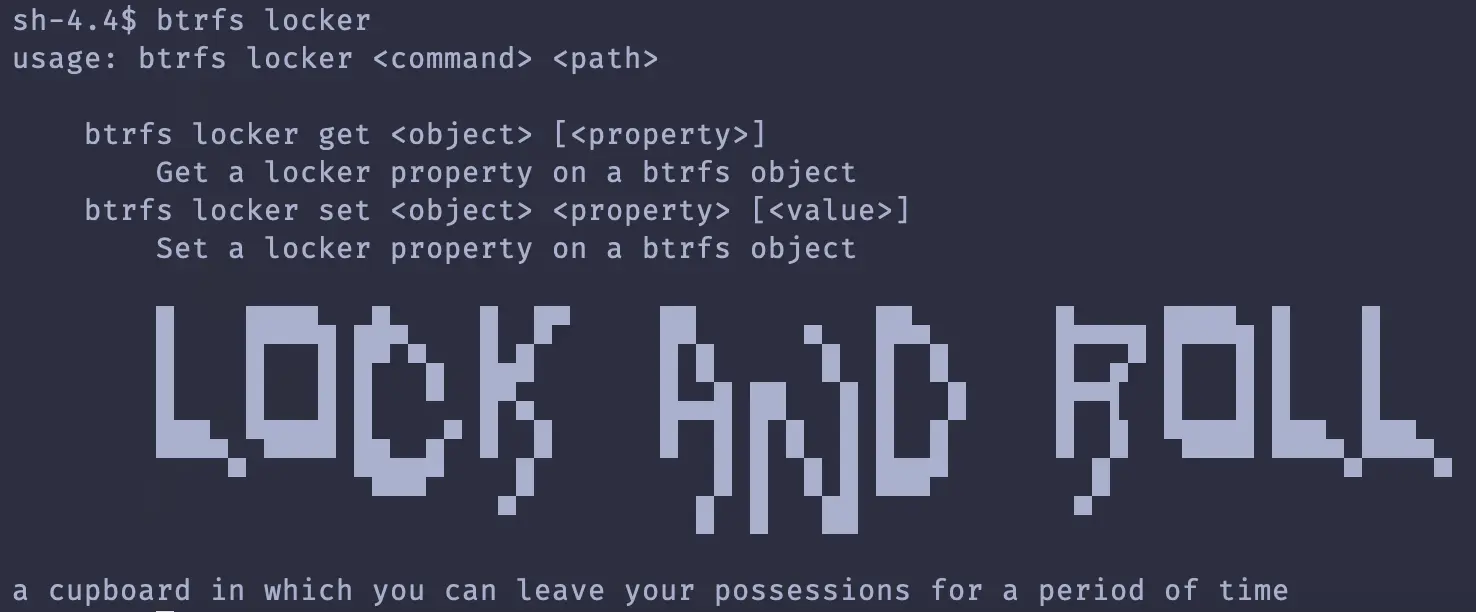 sh-4.4$ btrfs locker
usage: btrfs locker <command> <path>
btrfs locker get <object> [<property>]
Get a locker property on a btrfs object
btrfs locker set <object> <property> [<value>]
Set a locker property on a btrfs object
LOCK AND ROLL
a cupboard in which you can leave your possessions for a period of time